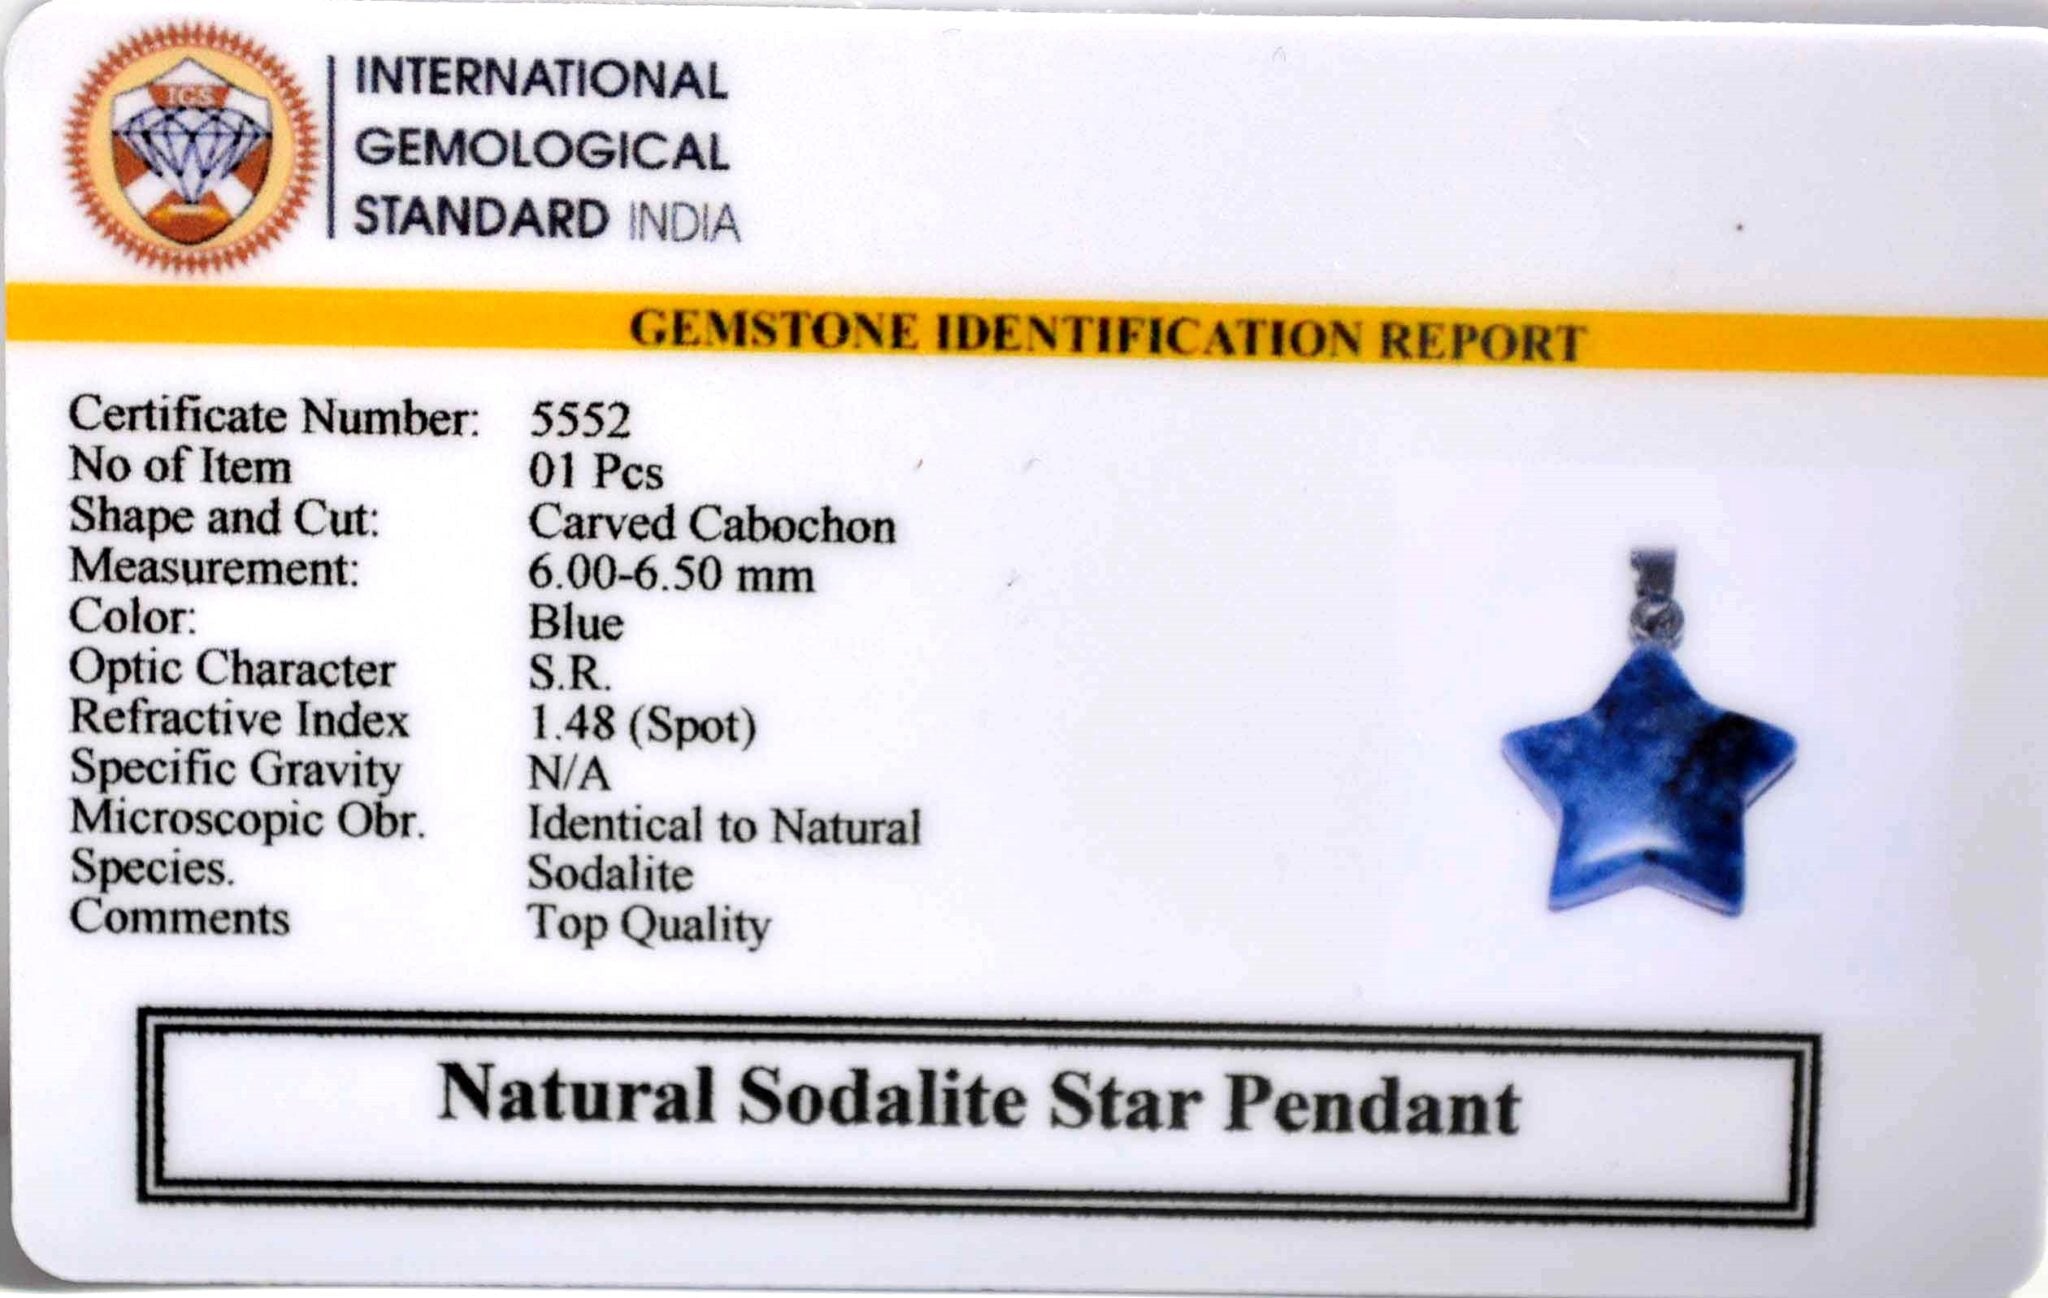 IGS
INTERNATIONAL
GEMOLOGICAL
STANDARD INDIA
GEMSTONE IDENTIFICATION REPORT
Certificate Number: 5552
No of Item 01 Pcs
Shape and Cut: Carved Cabochon
Measurement: 6.00-6.50 mm
Color: Blue
Optic Character S.R.
Refractive Index 1.48 (Spot)
Specific Gravity N/A
Microscopic Obr. Identical to Natural
Species. Sodalite
Comments Top Quality
Natural Sodalite Star Pendant